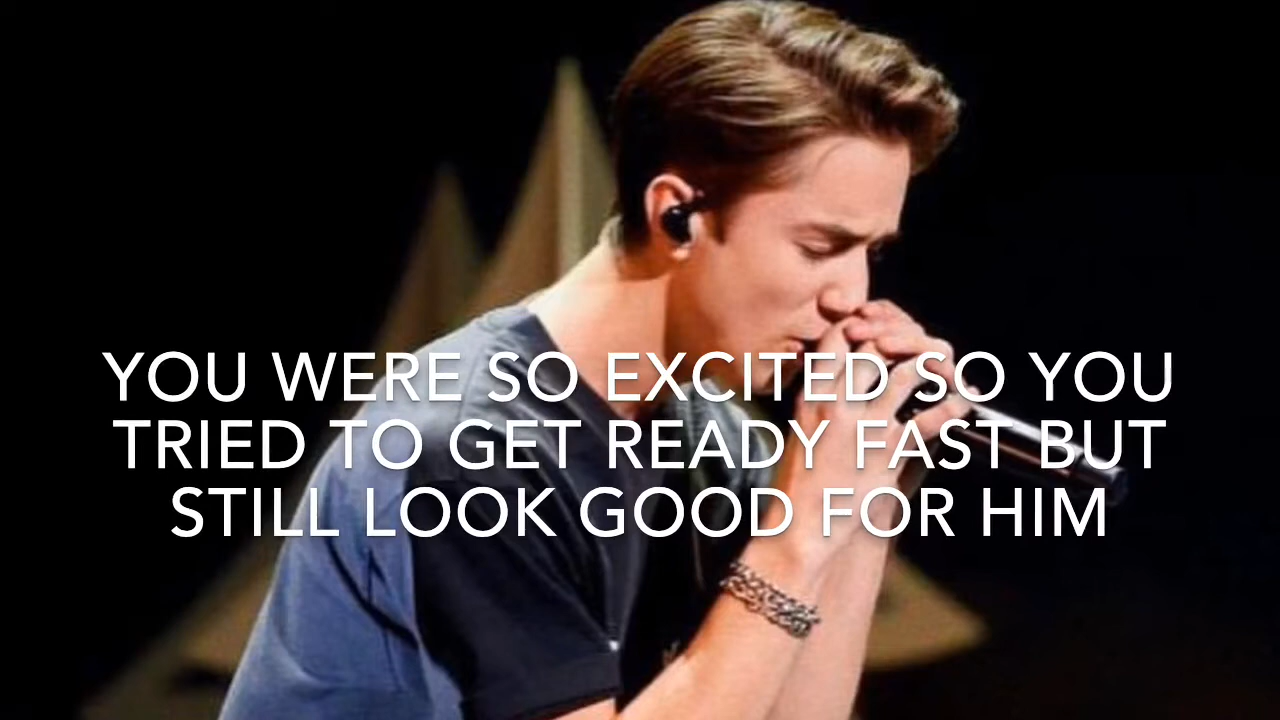 YOU WERE SO EXCITED SO YOU
TRIED TO GET READY FAST BUT
STILL LOOK GOOD FOR HIM